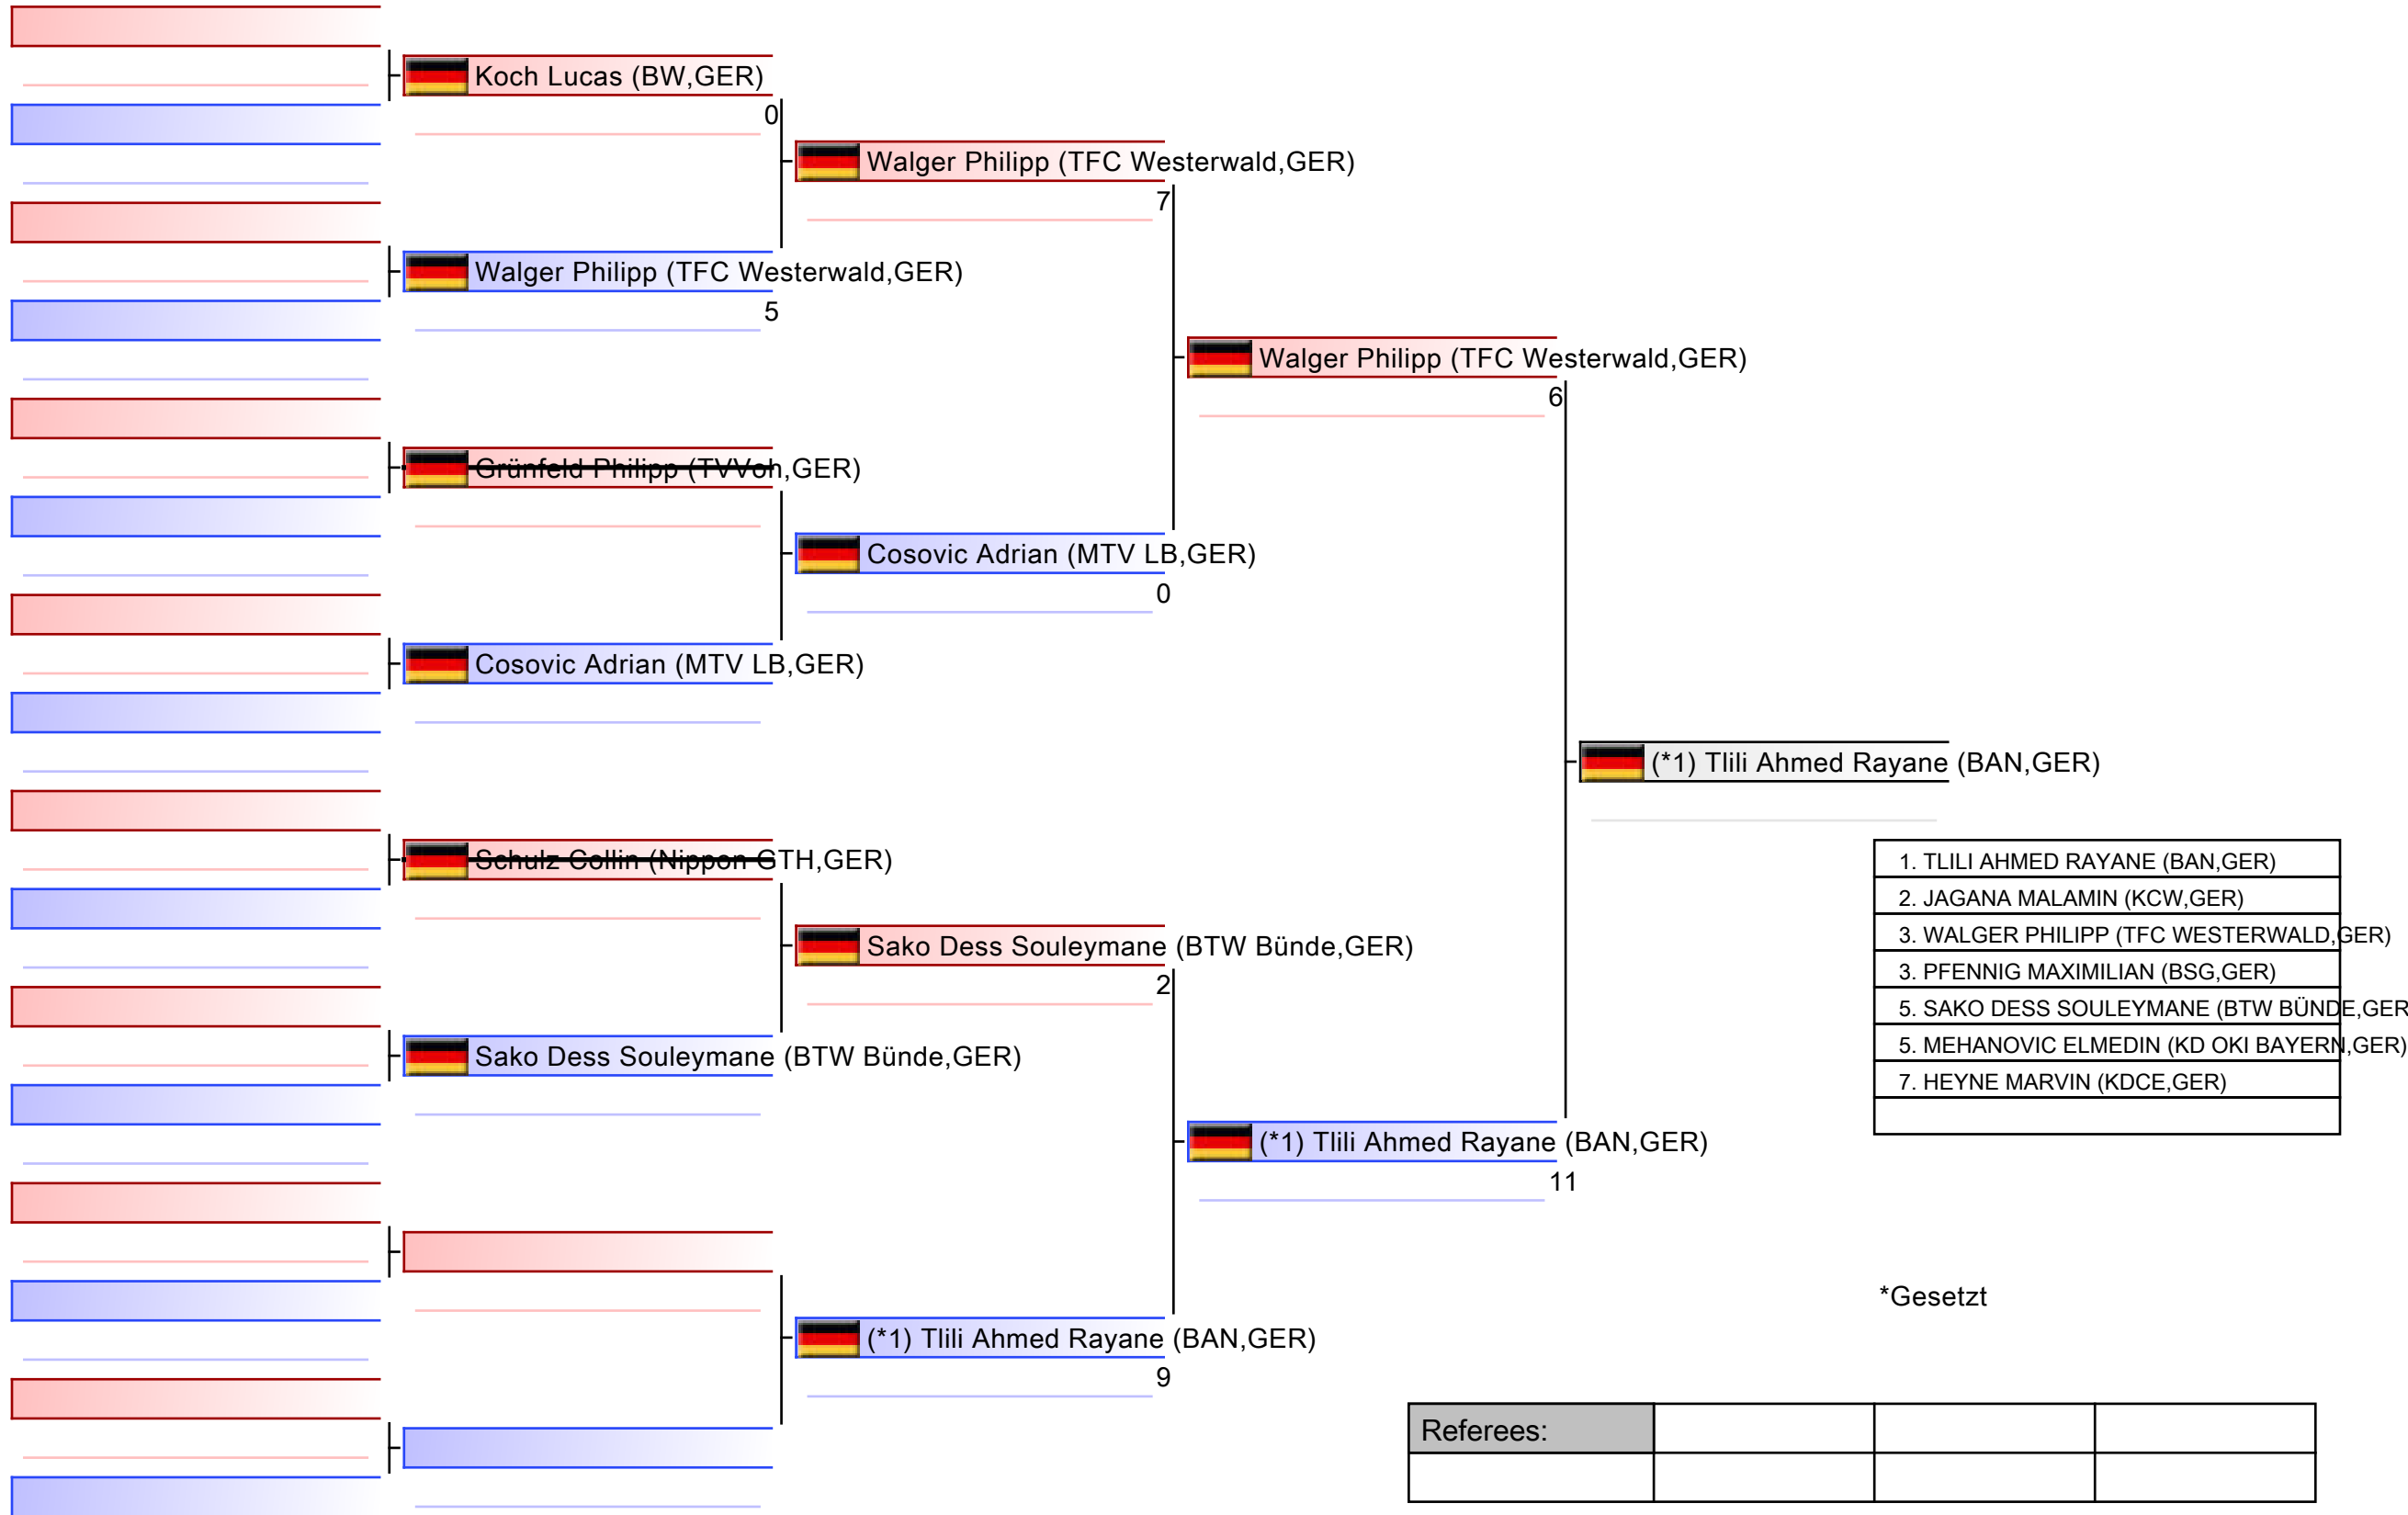 Koch Lucas (BW,GER)
0
Walger Philipp (TFC Westerwald,GER)
7
Walger Philipp (TFC Westerwald,GER)
5
Walger Philipp (TFC Westerwald,GER)
6
Grünfeld Philipp (TVVoh,GER)
Cosovic Adrian (MTV LB,GER)
0
Cosovic Adrian (MTV LB,GER)
(*1) Tlili Ahmed Rayane (BAN,GER)
Schulz Collin (Nippon GTH,GER)
Sako Dess Souleymane (BTW Bünde,GER)
2
Sako Dess Souleymane (BTW Bünde,GER)
(*1) Tlili Ahmed Rayane (BAN,GER)
11
(*1) Tlili Ahmed Rayane (BAN,GER)
9
1. TLILI AHMED RAYANE (BAN,GER)
2. JAGANA MALAMIN (KCW,GER)
3. WALGER PHILIPP (TFC WESTERWALD,GER)
3. PFENNIG MAXIMILIAN (BSG,GER)
5. SAKO DESS SOULEYMANE (BTW BÜNDE,GER
5. MEHANOVIC ELMEDIN (KD OKI BAYERN,GER)
7. HEYNE MARVIN (KDCE,GER)
*Gesetzt
Referees: